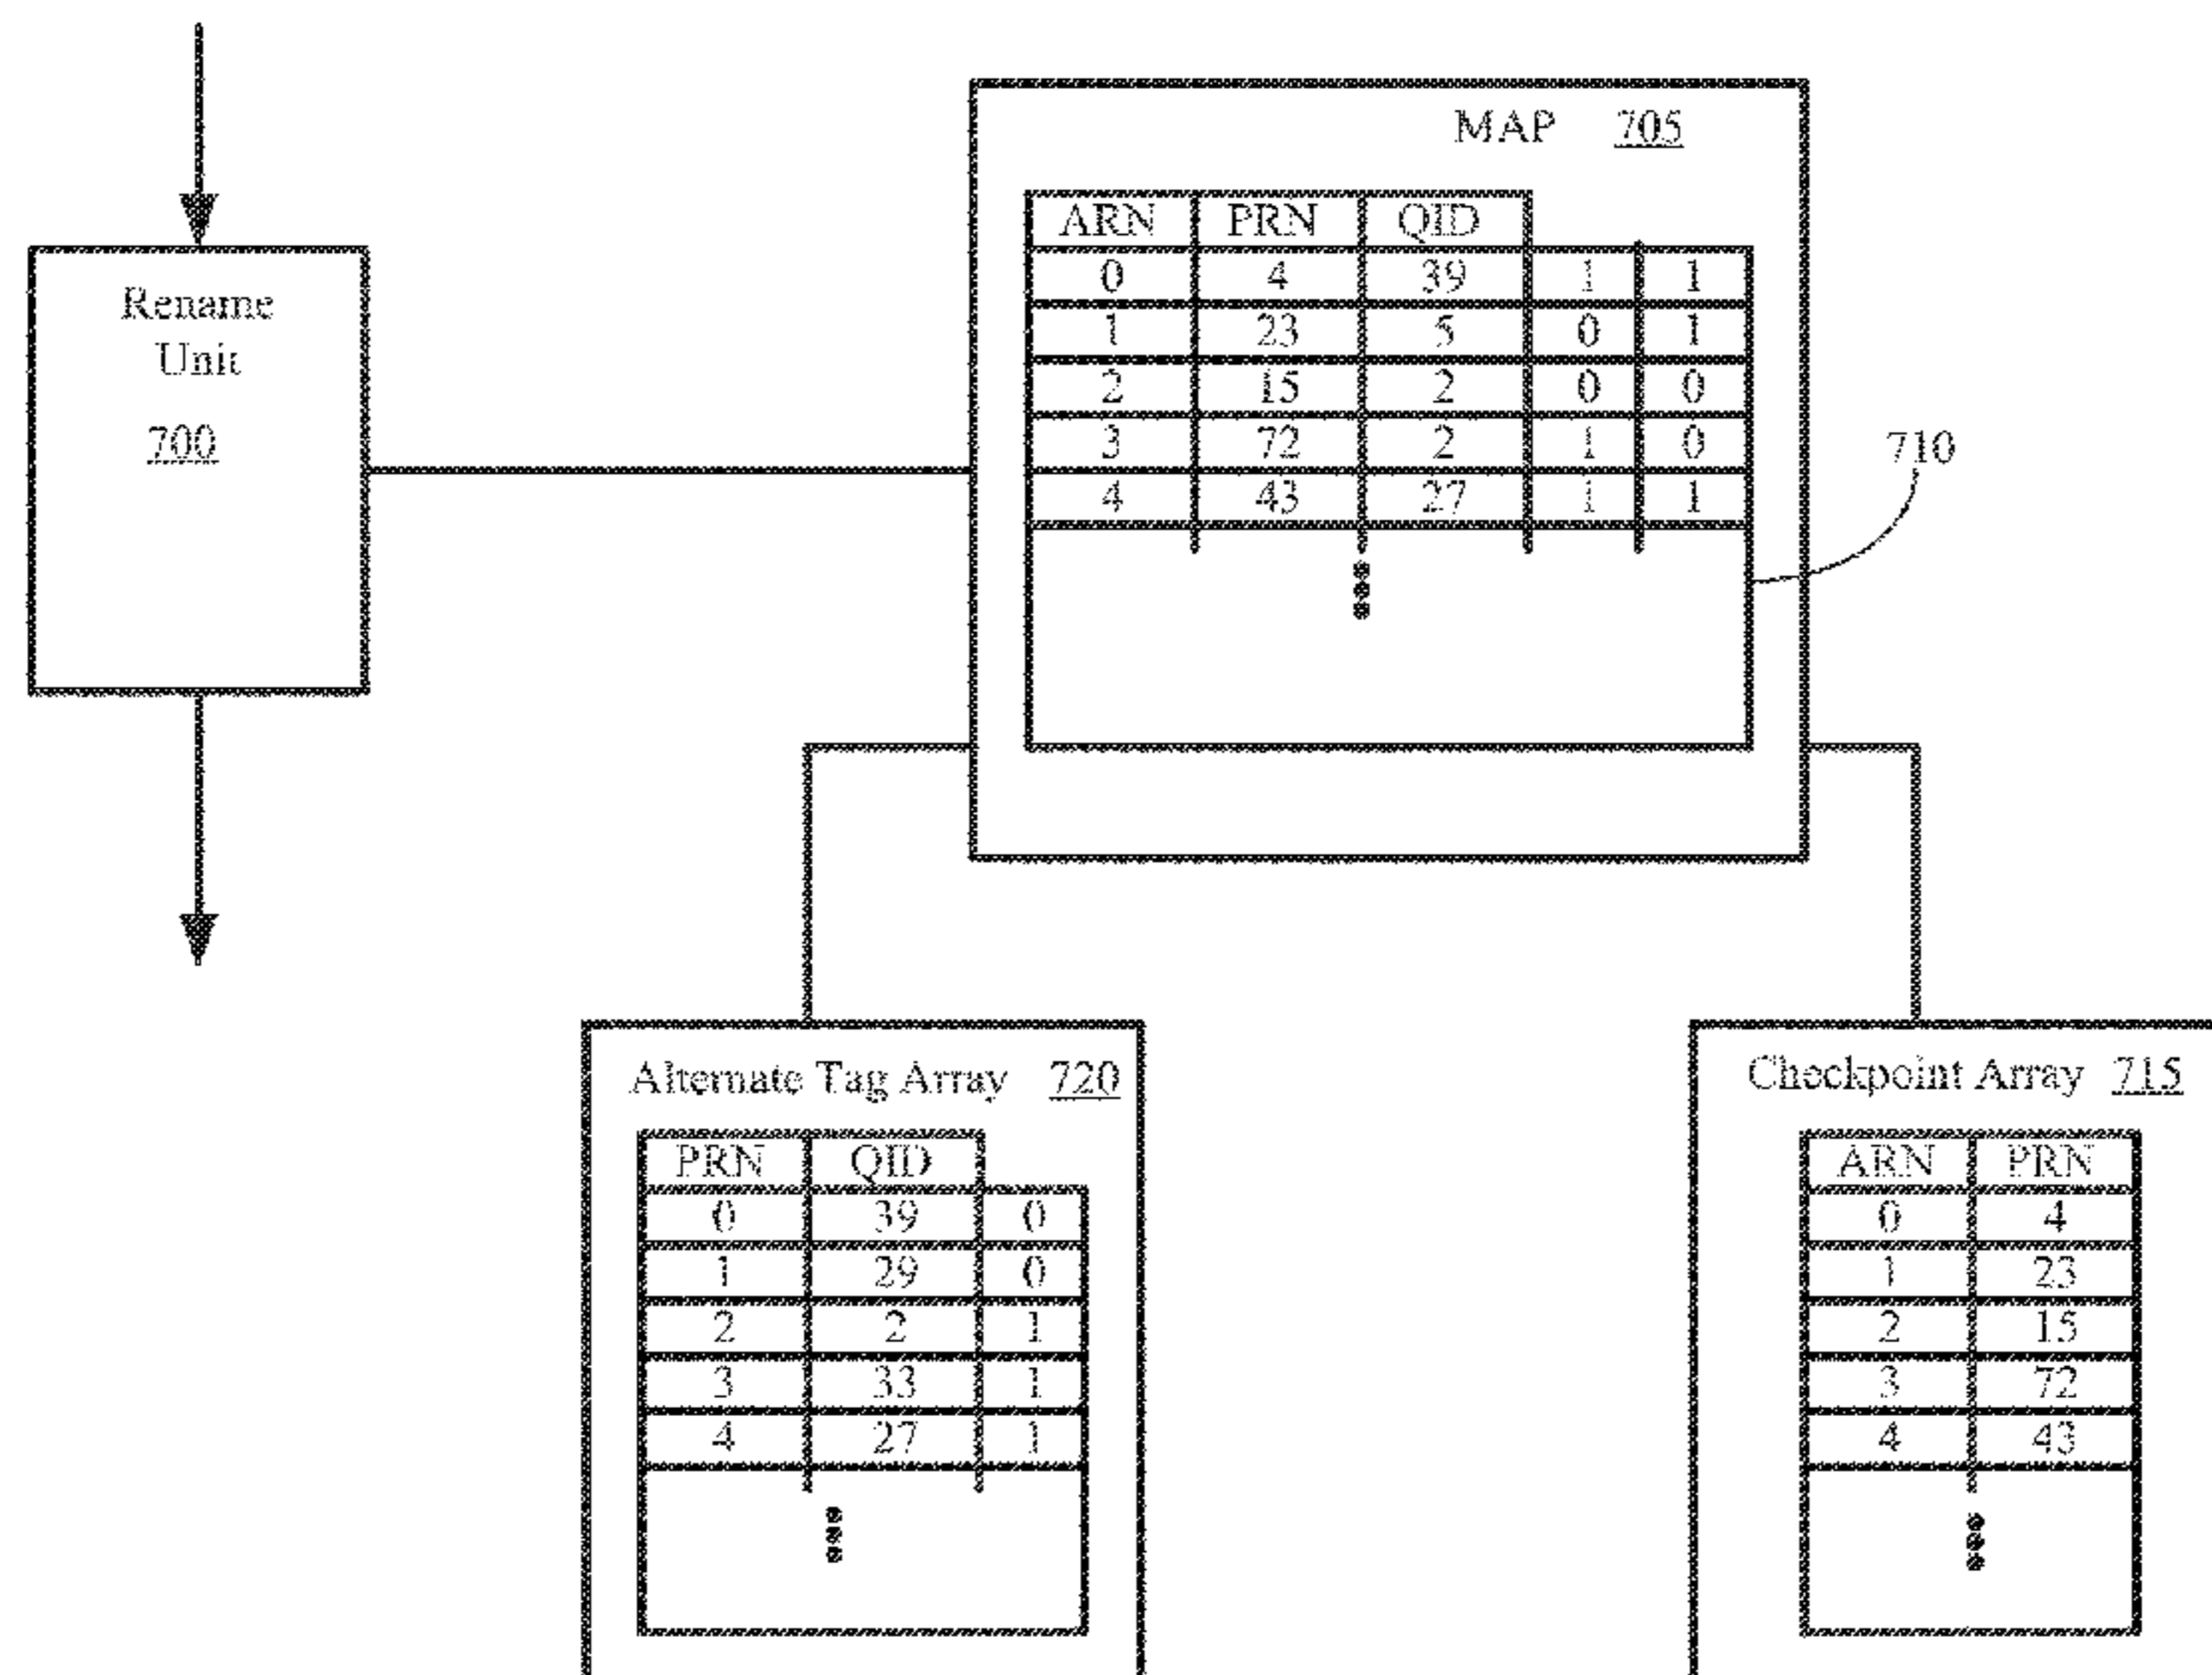 MAP 705
ARN PRN QID
0 4 39 1 1
1 23 5 0 1
2 15 2 0 0
3 72 2 1 0
4 43 27 1 1
Rename
Unit
700
710
Alternate Tag Array 720
PRN QID
0 39 0
1 29 0
2 2 1
3 33 1
4 27 1
Checkpoint Array 715
ARN PRN
0 4
1 23
2 15
3 72
4 43